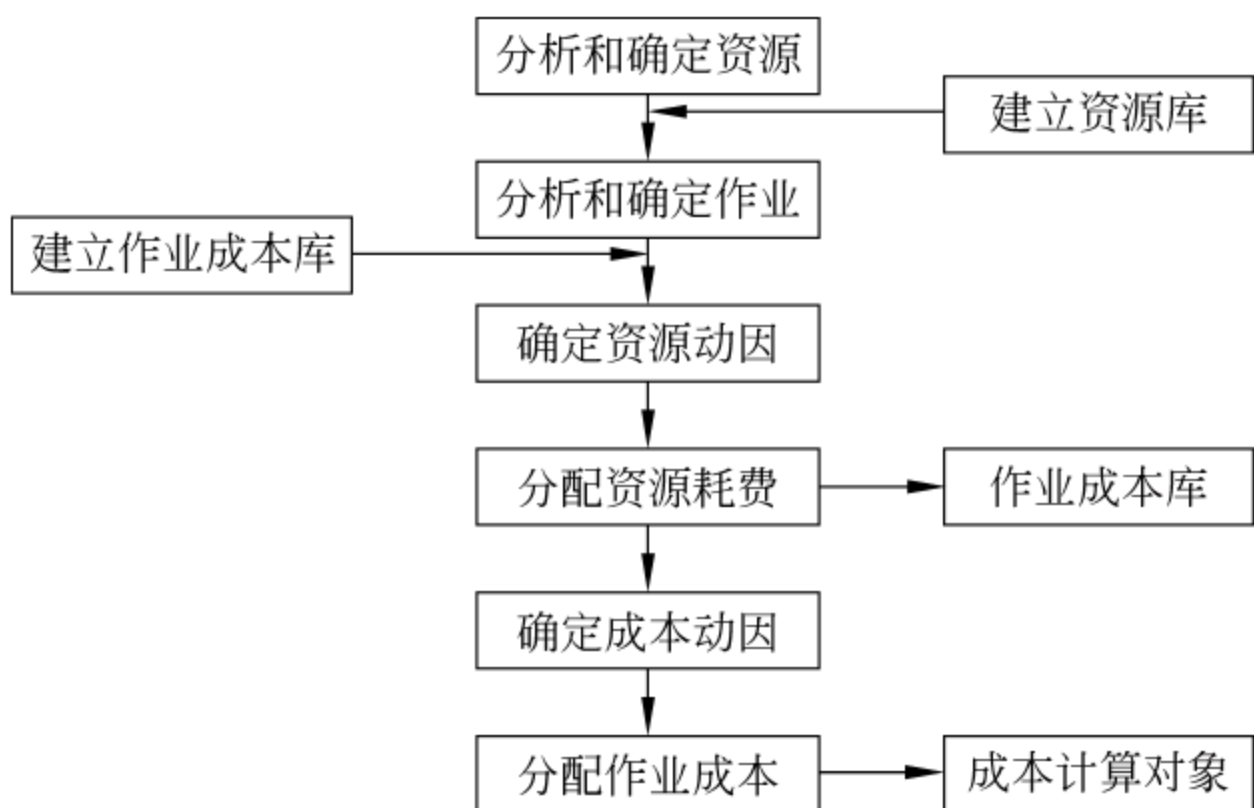 分析和确定资源
建立资源库
分析和确定作业
建立作业成本库
确定资源动因
分配资源耗费
作业成本库
确定成本动因
分配作业成本
成本计算对象